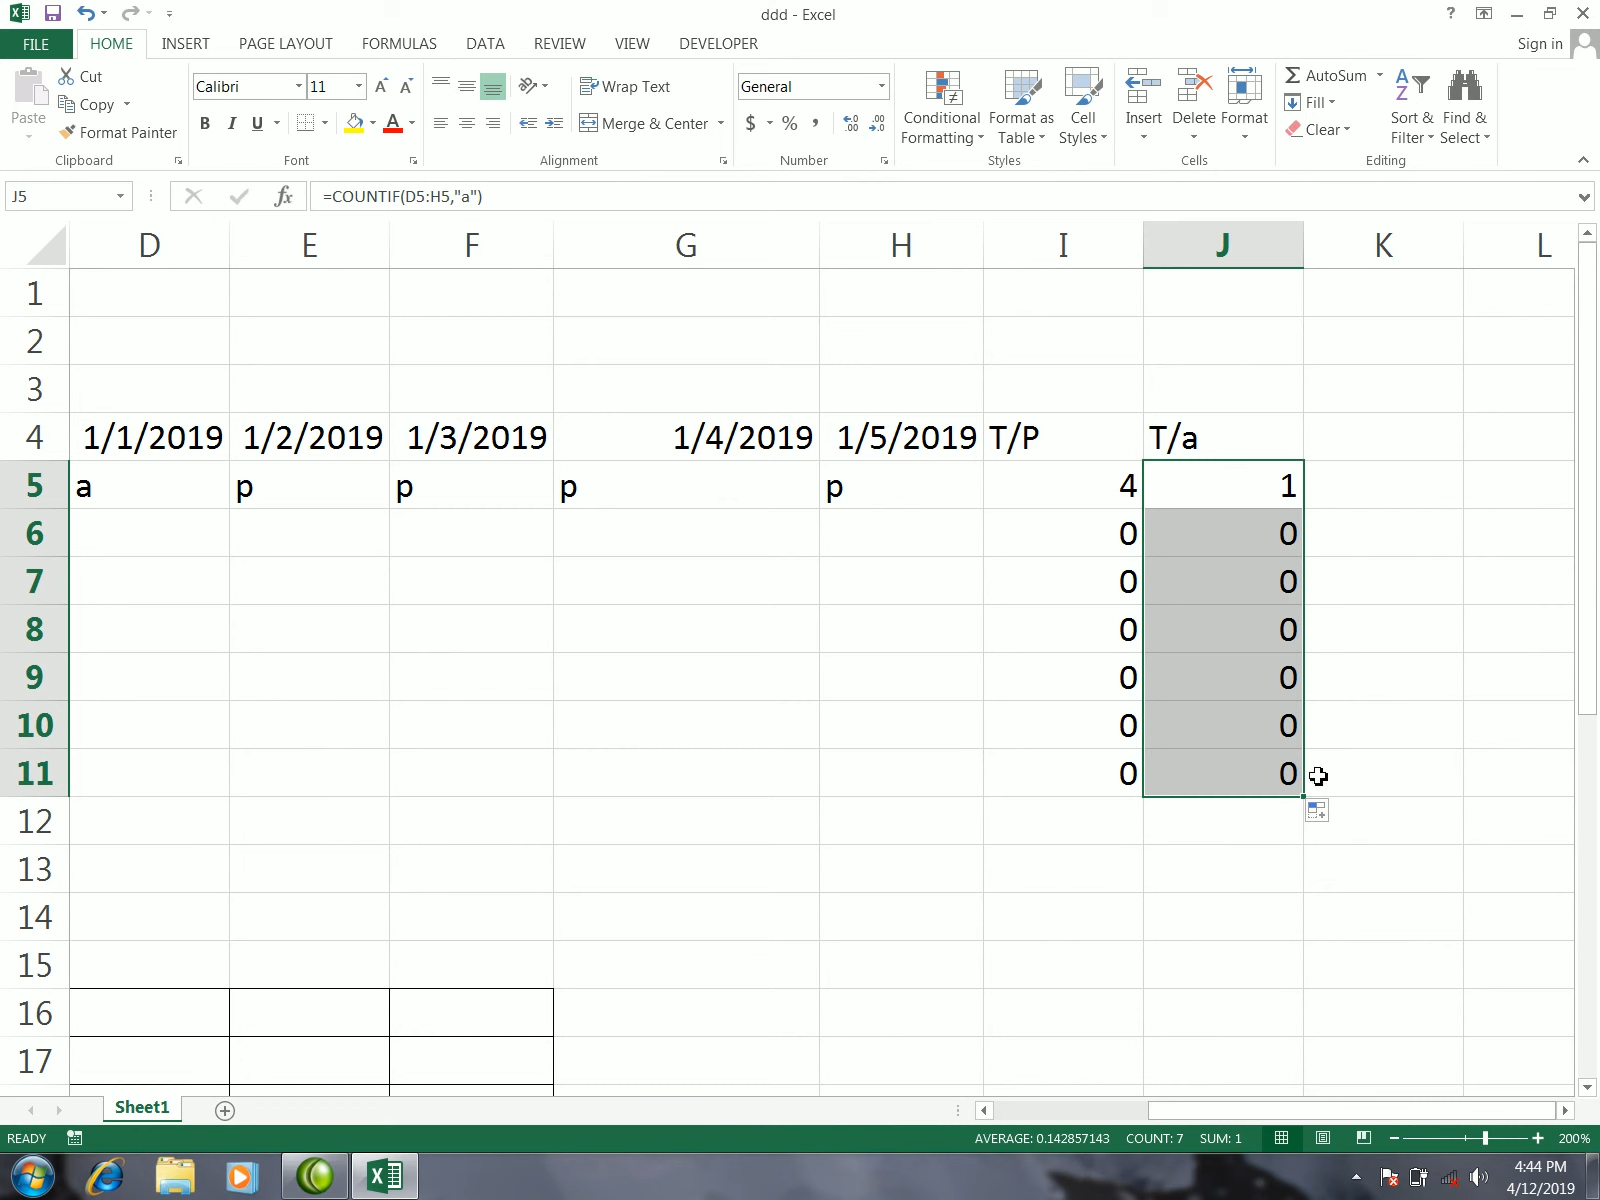 ddd - Excel
FILE HOME INSERT PAGE LAYOUT FORMULAS DATA REVIEW VIEW DEVELOPER Sign in
Cut
Copy
Format Painter
Paste
Clipboard
Calibri 11
B I U
Font
Wrap Text
Merge & Center
Alignment
General
$ % ,
Number
Conditional Formatting
Format as Table
Cell Styles
Styles
Insert Delete Format
Cells
AutoSum
Fill
Clear
Sort & Filter
Find & Select
Editing
J5 fx =COUNTIF(D5:H5,"a")
D E F G H I J K L
1
2
3
4 1/1/2019 1/2/2019 1/3/2019 1/4/2019 1/5/2019 T/P T/a
5 a p p p p 4 1
6 0 0
7 0 0
8 0 0
9 0 0
10 0 0
11 0 0
12
13
14
15
16
17
Sheet1
READY AVERAGE: 0.142857143 COUNT: 7 SUM: 1 200%
4:44 PM
4/12/2019